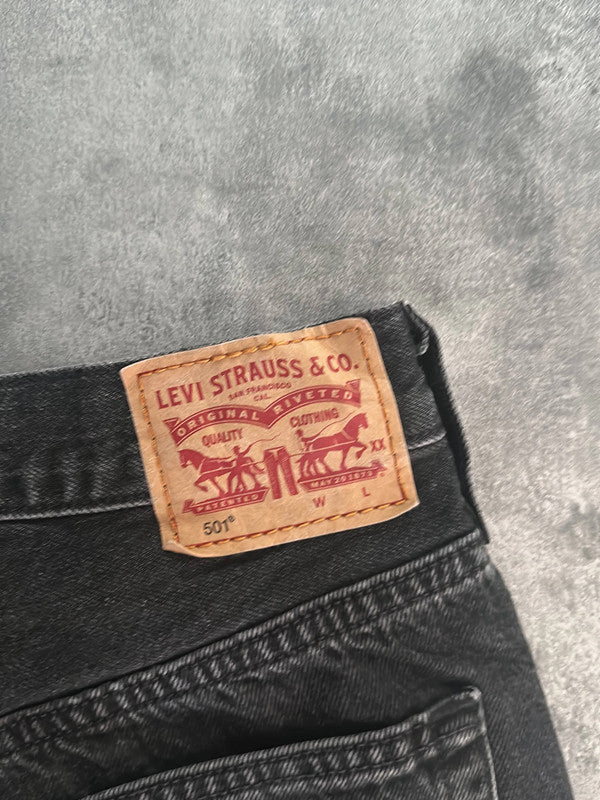 LEVI STRAUSS & CO.
SAN FRANCISCO
CAL.
ORIGINAL RIVETED
QUALITY CLOTHING
XX
PATENTED MAY 20 1873
501® W L